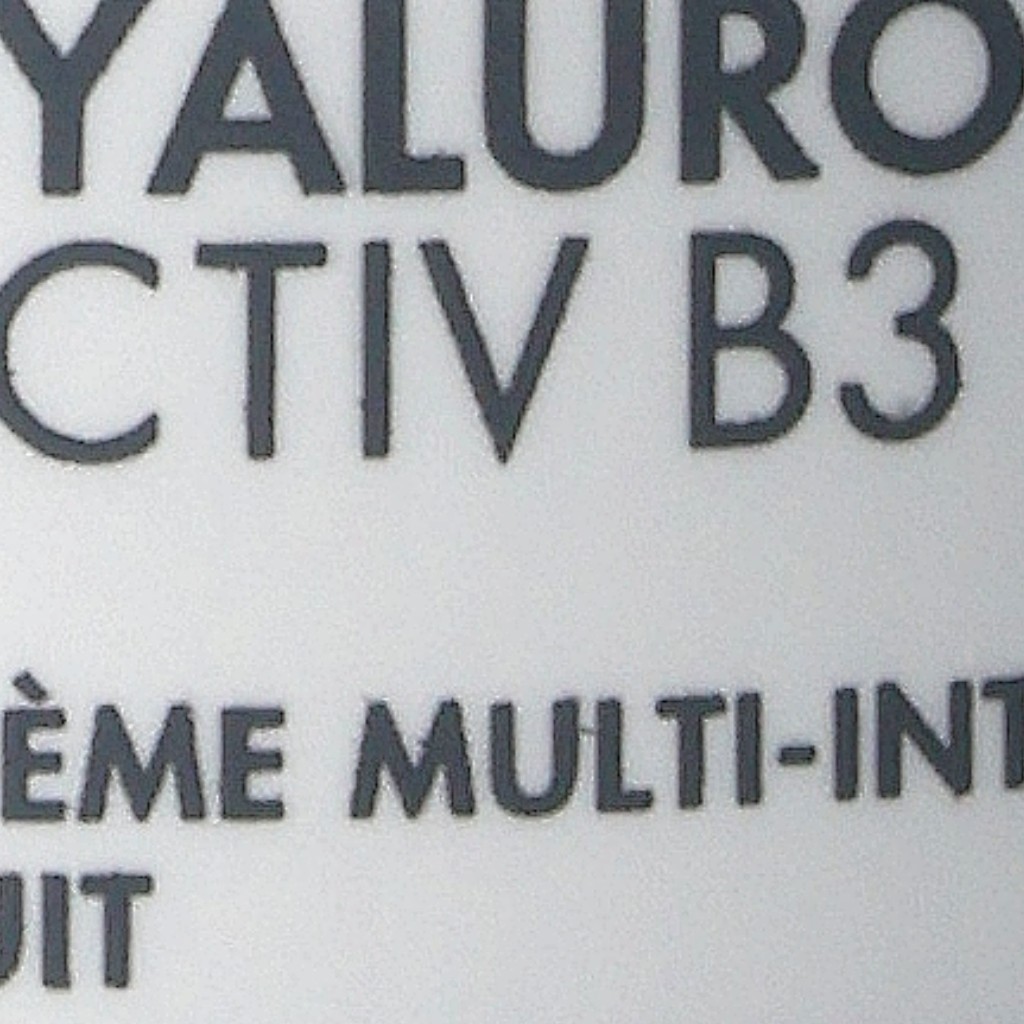 YALURO
CTIV B3
ÈME MULTI-INT
UIT